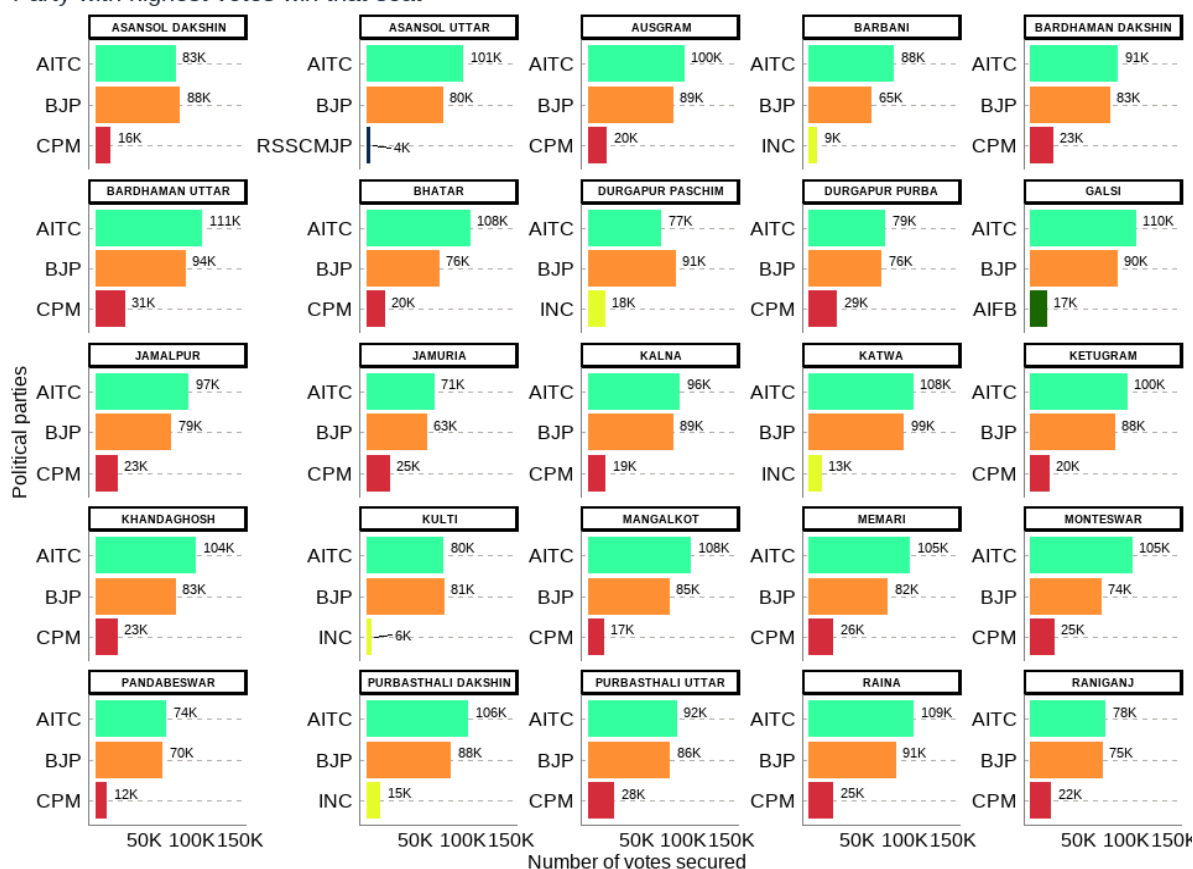 Party with highest votes win that seat
ASANSOL DAKSHIN
AITC 83K
BJP 88K
CPM 16K
ASANSOL UTTAR
AITC 101K
BJP 80K
RSSCMJP 4K
AUSGRAM
AITC 100K
BJP 89K
CPM 20K
BARBANI
AITC 88K
BJP 65K
INC 9K
BARDHAMAN DAKSHIN
AITC 91K
BJP 83K
CPM 23K
BARDHAMAN UTTAR
AITC 111K
BJP 94K
CPM 31K
BHATAR
AITC 108K
BJP 76K
CPM 20K
DURGAPUR PASCHIM
AITC 77K
BJP 91K
INC 18K
DURGAPUR PURBA
AITC 79K
BJP 76K
CPM 29K
GALSI
AITC 110K
BJP 90K
AIFB 17K
JAMALPUR
AITC 97K
BJP 79K
CPM 23K
JAMURIA
AITC 71K
BJP 63K
CPM 25K
KALNA
AITC 96K
BJP 89K
CPM 19K
KATWA
AITC 108K
BJP 99K
INC 13K
KETUGRAM
AITC 100K
BJP 88K
CPM 20K
KHANDAGHOSH
AITC 104K
BJP 83K
CPM 23K
KULTI
AITC 80K
BJP 81K
INC 6K
MANGALKOT
AITC 108K
BJP 85K
CPM 17K
MEMARI
AITC 105K
BJP 82K
CPM 26K
MONTESWAR
AITC 105K
BJP 74K
CPM 25K
PANDABESWAR
AITC 74K
BJP 70K
CPM 12K
PURBASTHALI DAKSHIN
AITC 106K
BJP 88K
INC 15K
PURBASTHALI UTTAR
AITC 92K
BJP 86K
CPM 28K
RAINA
AITC 109K
BJP 91K
CPM 25K
RANIGANJ
AITC 78K
BJP 75K
CPM 22K
Political parties
50K 100K 150K
50K 100K 150K
50K 100K 150K
50K 100K 150K
50K 100K 150K
Number of votes secured